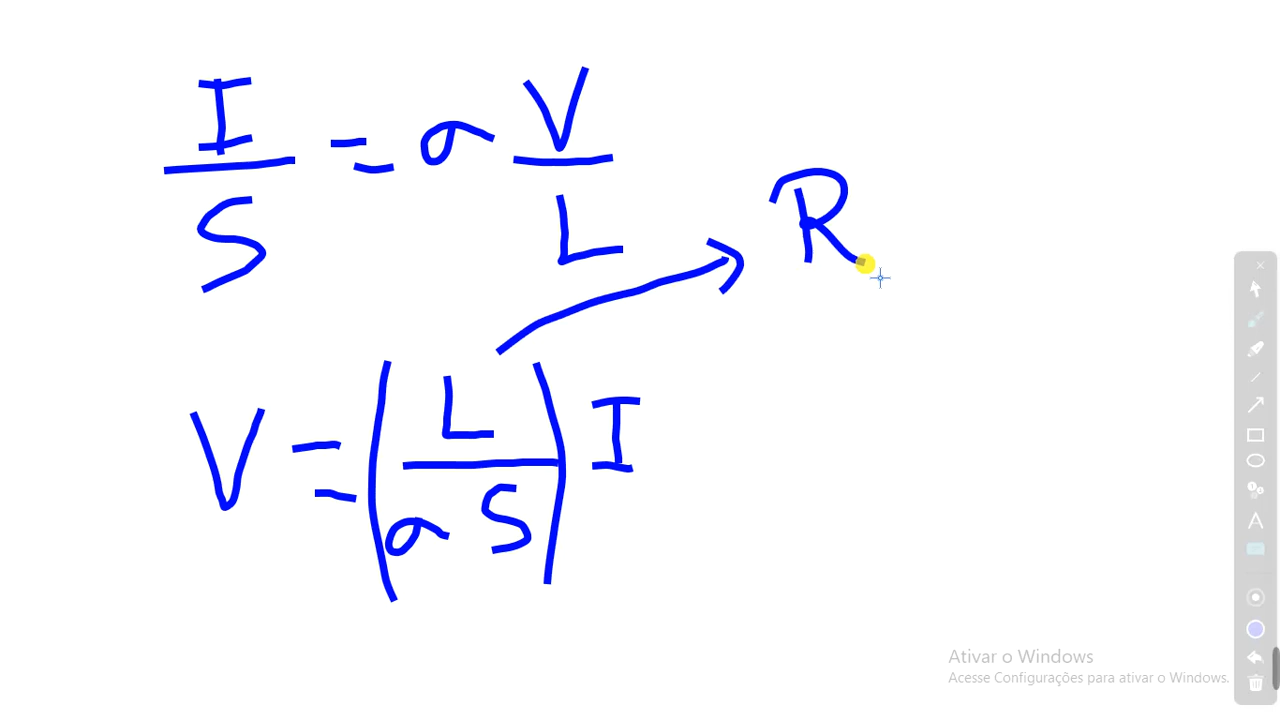 I/S = σ V/L
R
V = (L/σS) I
Ativar o Windows
Acesse Configurações para ativar o Windows.